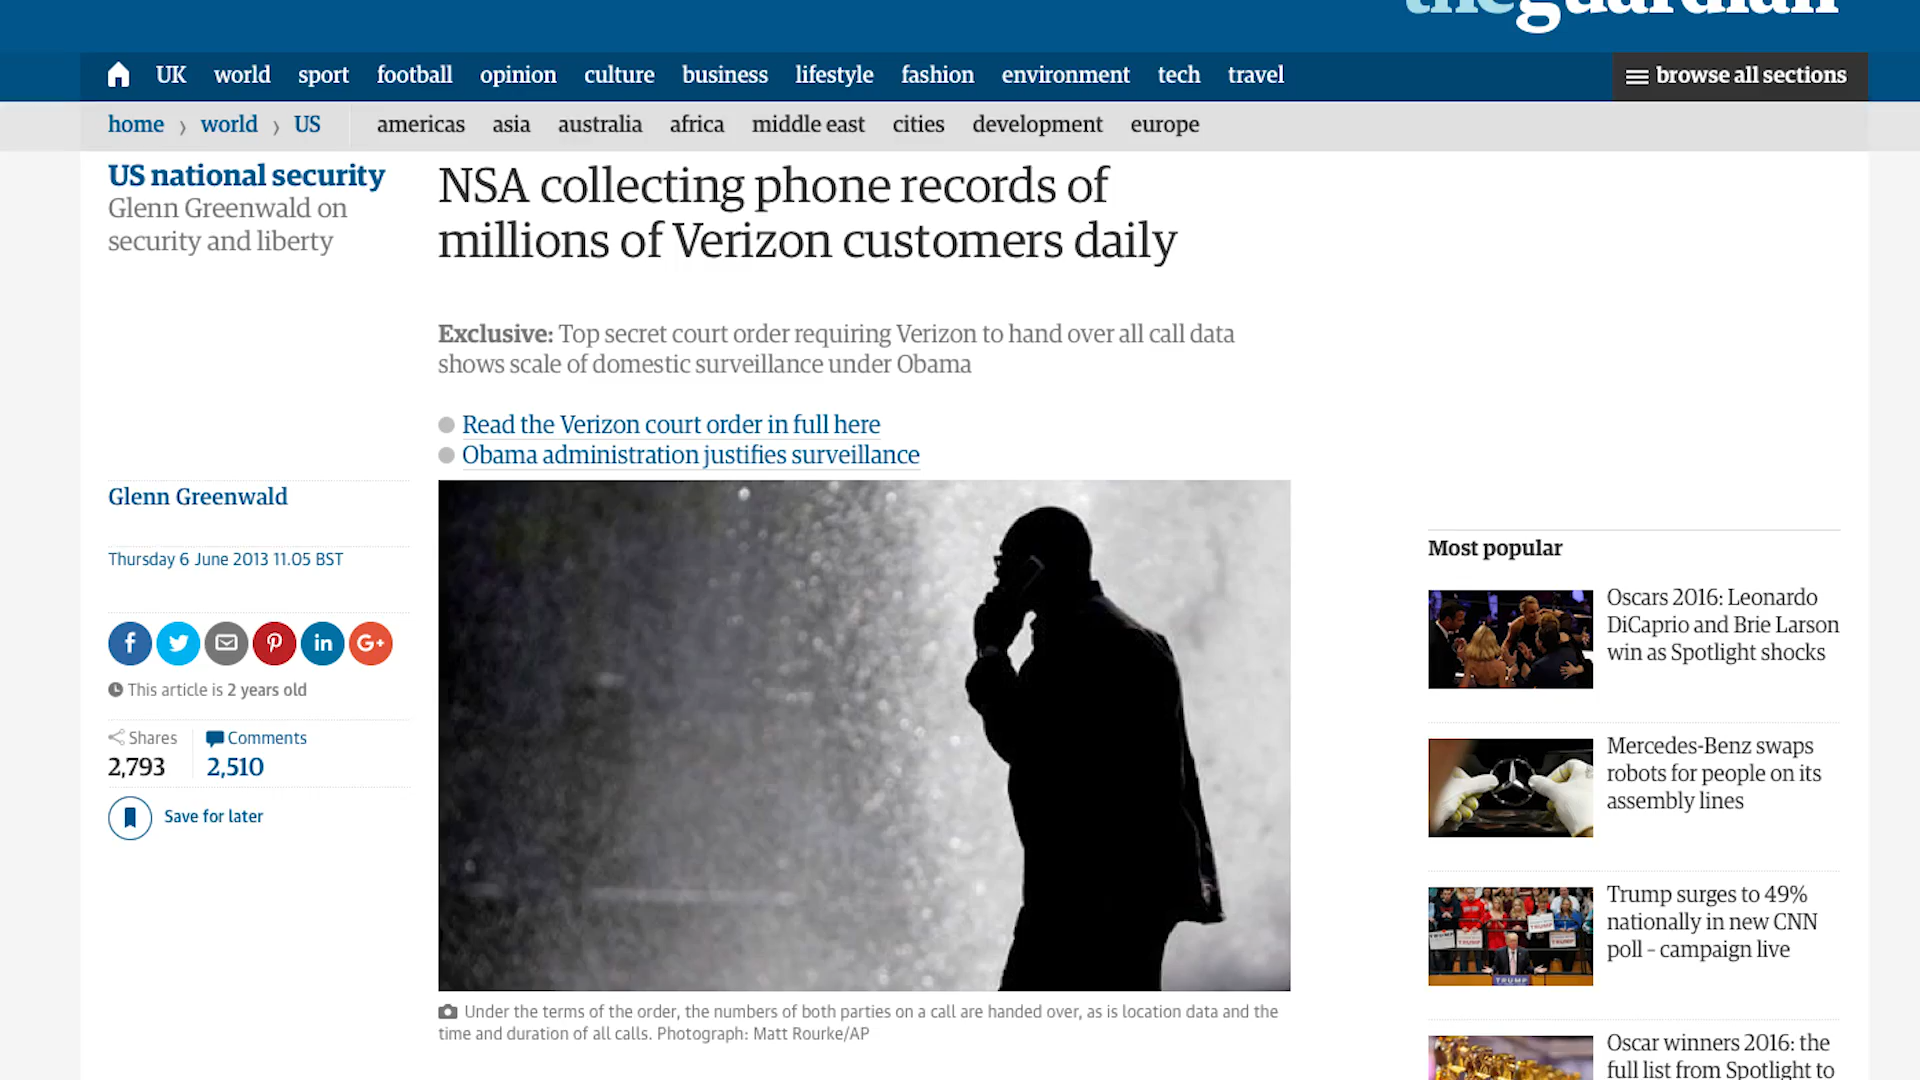 theguardian
UK world sport football opinion culture business lifestyle fashion environment tech travel browse all sections
home › world › US americas asia australia africa middle east cities development europe
US national security
Glenn Greenwald on
security and liberty
NSA collecting phone records of
millions of Verizon customers daily
Exclusive: Top secret court order requiring Verizon to hand over all call data
shows scale of domestic surveillance under Obama
Read the Verizon court order in full here
Obama administration justifies surveillance
Glenn Greenwald
Thursday 6 June 2013 11.05 BST
This article is 2 years old
Shares
2,793
Comments
2,510
Save for later
Under the terms of the order, the numbers of both parties on a call are handed over, as is location data and the
time and duration of all calls. Photograph: Matt Rourke/AP
Most popular
Oscars 2016: Leonardo
DiCaprio and Brie Larson
win as Spotlight shocks
Mercedes-Benz swaps
robots for people on its
assembly lines
TRUMP
Trump surges to 49%
nationally in new CNN
poll – campaign live
Oscar winners 2016: the
full list from Spotlight to